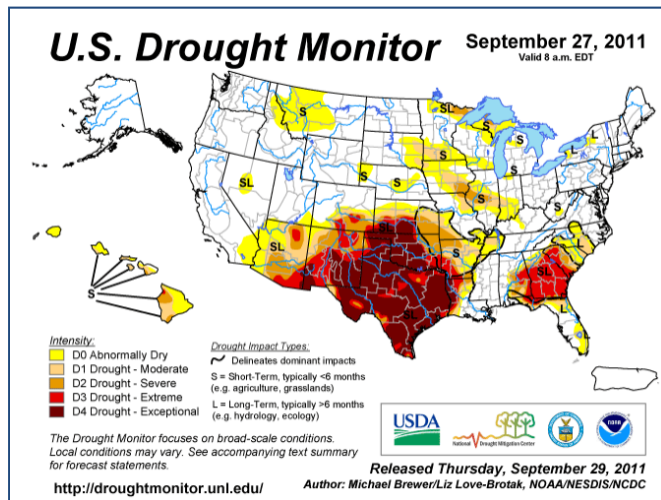 U.S. Drought Monitor
September 27, 2011
Valid 8 a.m. EDT
SL
S
S
S
L
L
SL
S
S
S
S
S
SL
SL
S
L
SL
SL
L
L
S
Intensity:
D0 Abnormally Dry
D1 Drought - Moderate
D2 Drought - Severe
D3 Drought - Extreme
D4 Drought - Exceptional
Drought Impact Types:
Delineates dominant impacts
S = Short-Term, typically <6 months
(e.g. agriculture, grasslands)
L = Long-Term, typically >6 months
(e.g. hydrology, ecology)
The Drought Monitor focuses on broad-scale conditions.
Local conditions may vary. See accompanying text summary
for forecast statements.
http://droughtmonitor.unl.edu/
USDA
National Drought Mitigation Center
NOAA
Released Thursday, September 29, 2011
Author: Michael Brewer/Liz Love-Brotak, NOAA/NESDIS/NCDC